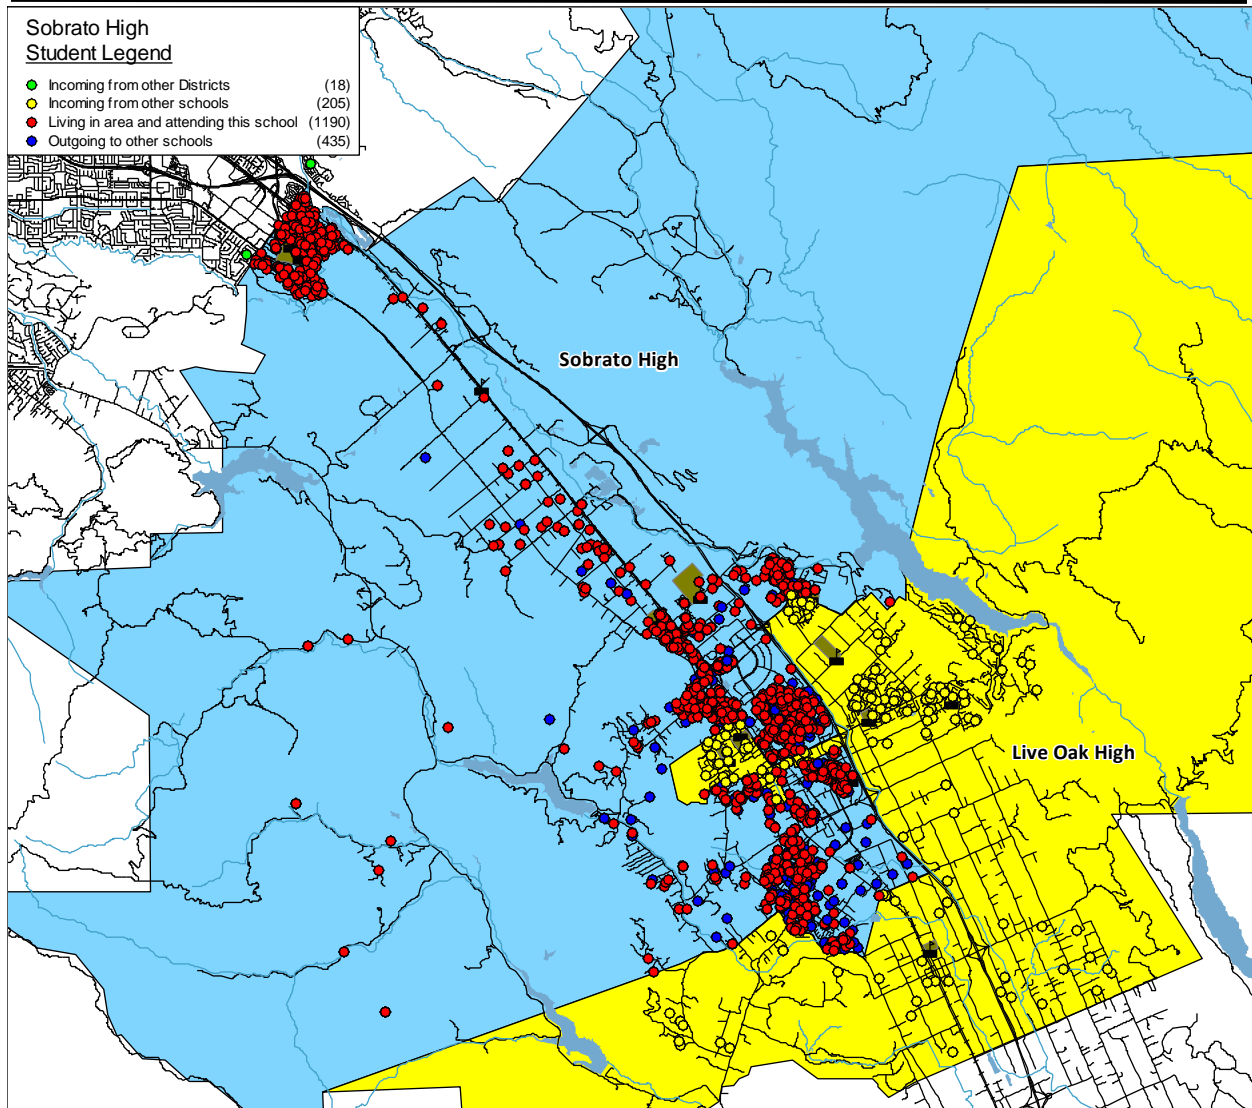 Sobrato High
Student Legend
Incoming from other Districts (18)
Incoming from other schools (205)
Living in area and attending this school (1190)
Outgoing to other schools (435)
Sobrato High
Live Oak High